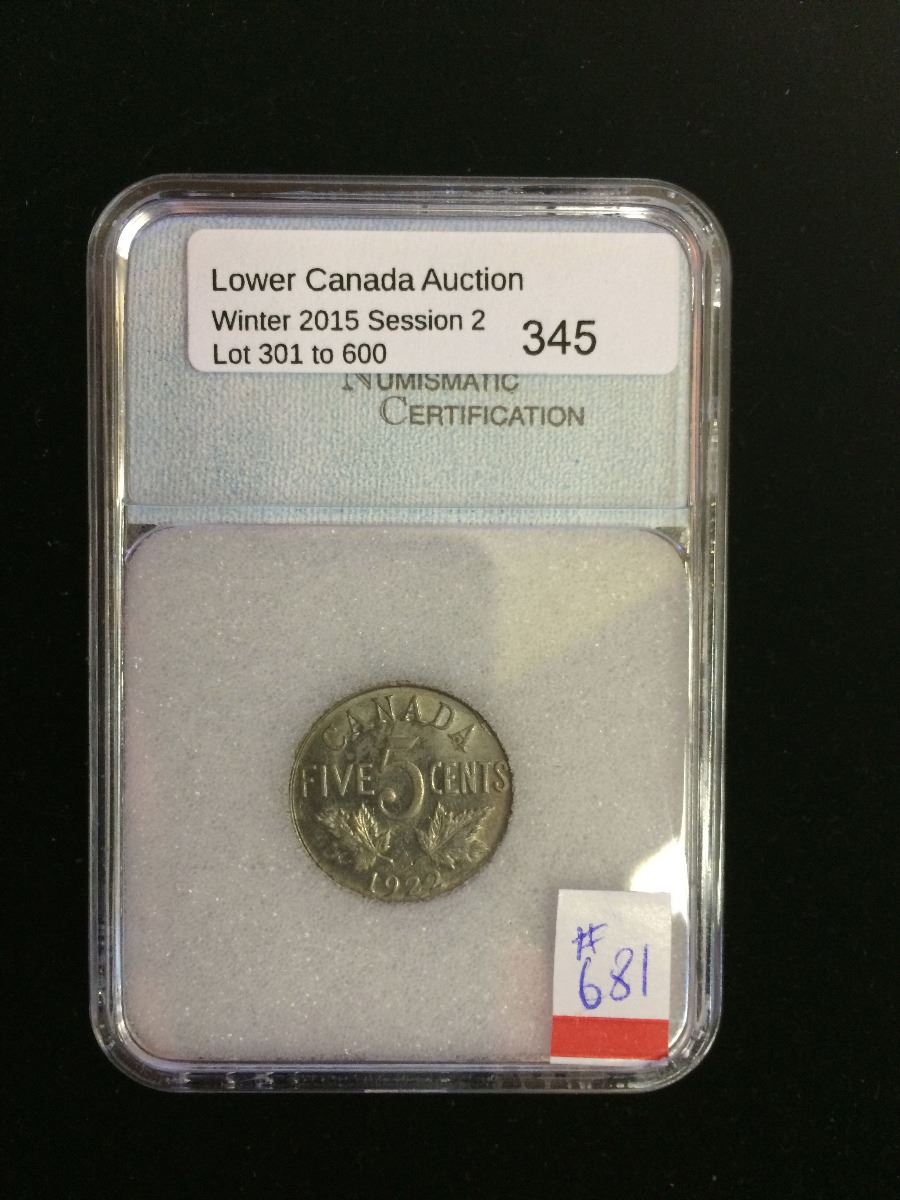 Lower Canada Auction
Winter 2015 Session 2
Lot 301 to 600
345
NUMISMATIC
CERTIFICATION
CANADA
FIVE 5 CENTS
1922
#
681